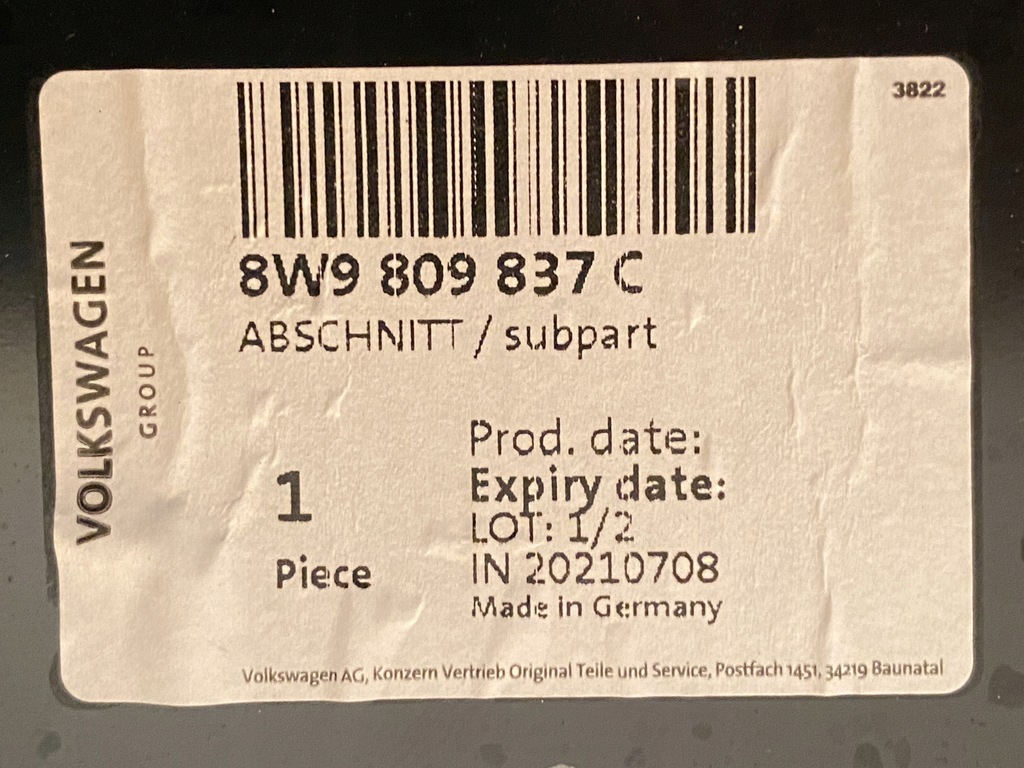 3822
8W9 809 837 C
ABSCHNITT / subpart
VOLKSWAGEN
GROUP
1
Piece
Prod. date:
Expiry date:
LOT: 1/2
IN 20210708
Made in Germany
Volkswagen AG, Konzern Vertrieb Original Teile und Service, Postfach 1451, 34219 Baunatal